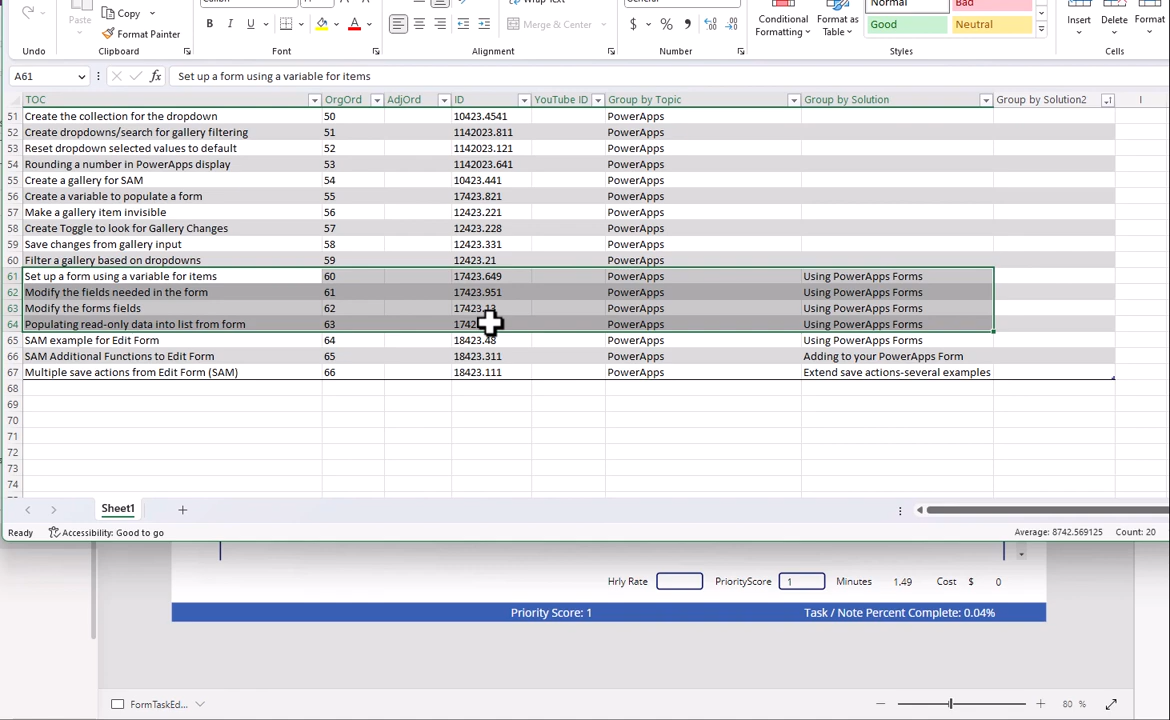 Calibri
11
Wrap Text
General
Normal
Bad
Copy
Paste
Format Painter
B I U
Merge & Center
$ % ,
Conditional Formatting
Format as Table
Good
Neutral
Insert
Delete
Format
Undo
Clipboard
Font
Alignment
Number
Styles
Cells
A61 fx Set up a form using a variable for items
TOC OrgOrd AdjOrd ID YouTube ID Group by Topic Group by Solution Group by Solution2 I
51 Create the collection for the dropdown 50 10423.4541 PowerApps
52 Create dropdowns/search for gallery filtering 51 1142023.811 PowerApps
53 Reset dropdown selected values to default 52 1142023.121 PowerApps
54 Rounding a number in PowerApps display 53 1142023.641 PowerApps
55 Create a gallery for SAM 54 10423.441 PowerApps
56 Create a variable to populate a form 55 17423.821 PowerApps
57 Make a gallery item invisible 56 12423.221 PowerApps
58 Create Toggle to look for Gallery Changes 57 12423.228 PowerApps
59 Save changes from gallery input 58 12423.331 PowerApps
60 Filter a gallery based on dropdowns 59 12423.21 PowerApps
61 Set up a form using a variable for items 60 17423.649 PowerApps Using PowerApps Forms
62 Modify the fields needed in the form 61 17423.951 PowerApps Using PowerApps Forms
63 Modify the forms fields 62 17423.13 PowerApps Using PowerApps Forms
64 Populating read-only data into list from form 63 1742 PowerApps Using PowerApps Forms
65 SAM example for Edit Form 64 18423.48 PowerApps Using PowerApps Forms
66 SAM Additional Functions to Edit Form 65 18423.311 PowerApps Adding to your PowerApps Form
67 Multiple save actions from Edit Form (SAM) 66 18423.111 PowerApps Extend save actions-several examples
68
69
70
71
72
73
74
Sheet1
Ready Accessibility: Good to go Average: 8742.569125 Count: 20
Hrly Rate PriorityScore 1 Minutes 1.49 Cost $ 0
Priority Score: 1 Task / Note Percent Complete: 0.04%
FormTaskEd... 80 %